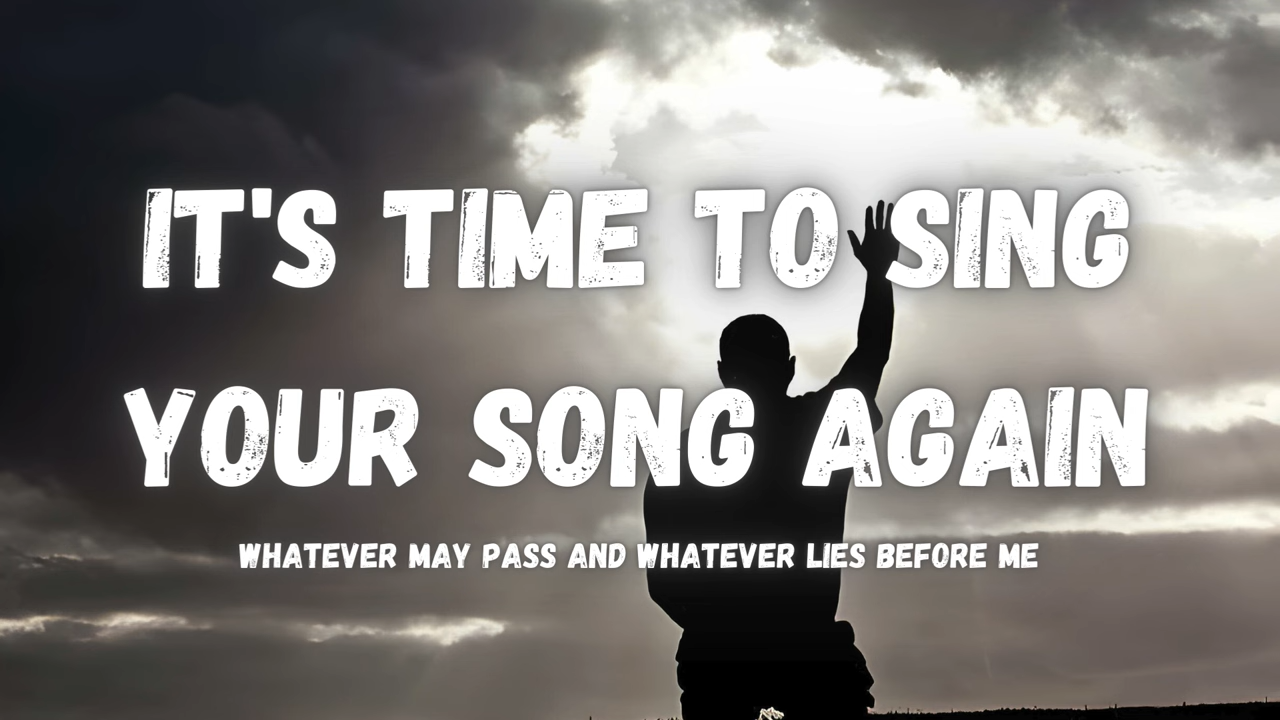 IT'S TIME TO SING
YOUR SONG AGAIN
WHATEVER MAY PASS AND WHATEVER LIES BEFORE ME